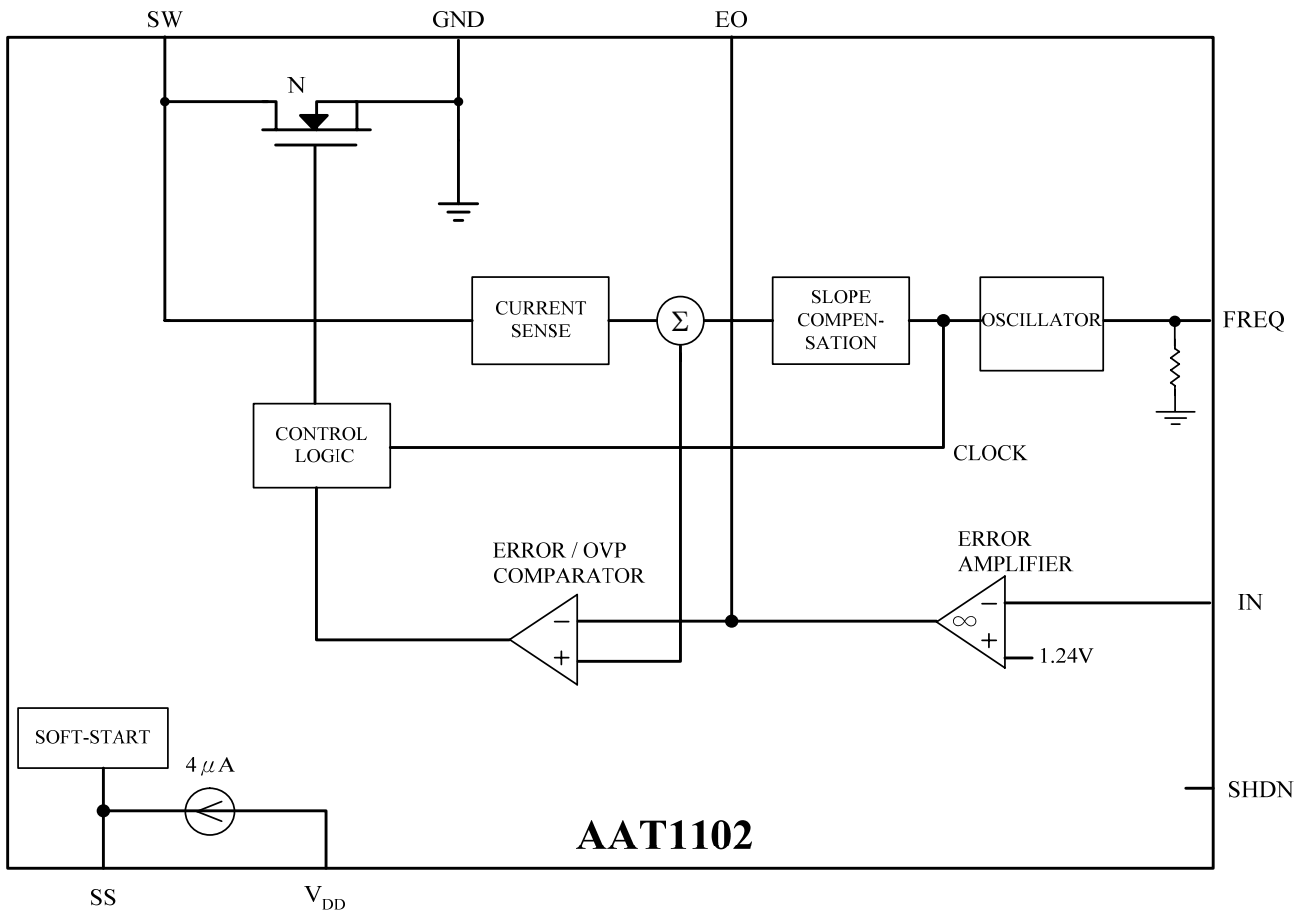 SW
GND
EO
N
CURRENT
SENSE
Σ
SLOPE
COMPEN-
SATION
OSCILLATOR
FREQ
CONTROL
LOGIC
CLOCK
ERROR / OVP
COMPARATOR
−
+
ERROR
AMPLIFIER
−
∞
+
1.24V
IN
SOFT-START
4μA
SHDN
AAT1102
SS
VDD